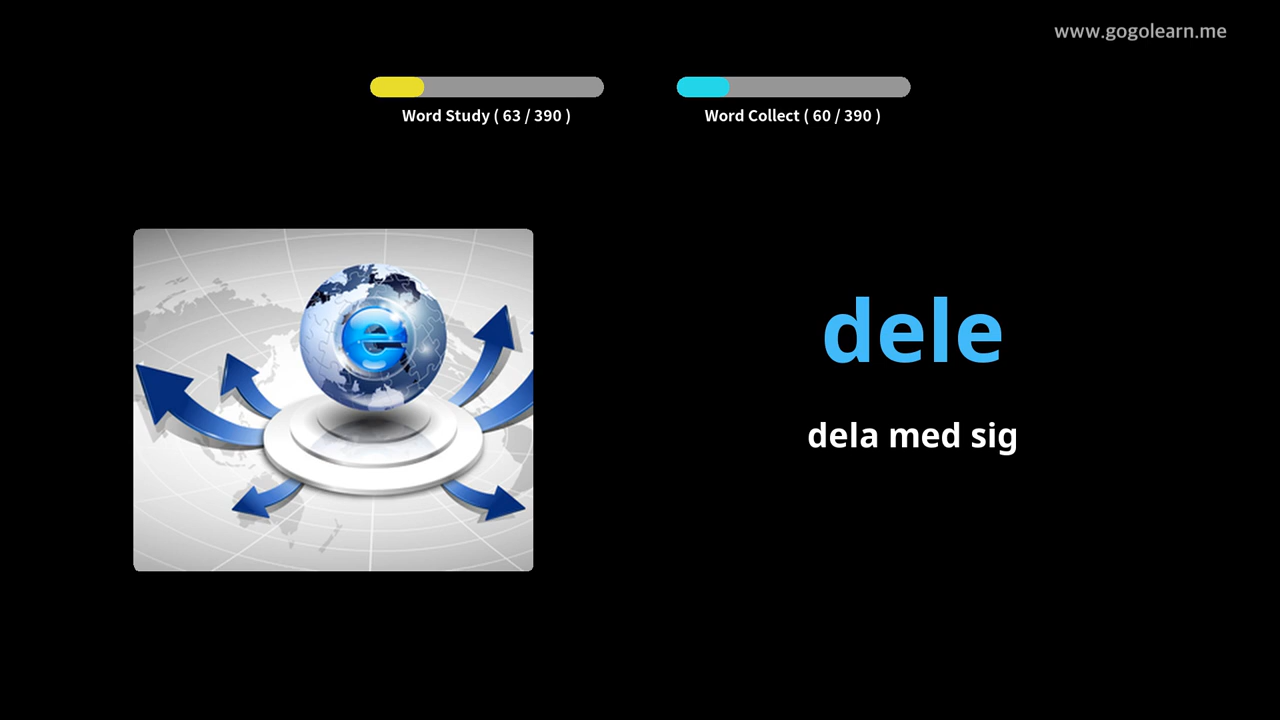 www.gogolearn.me
Word Study ( 63 / 390 )
Word Collect ( 60 / 390 )
e
dele
dela med sig